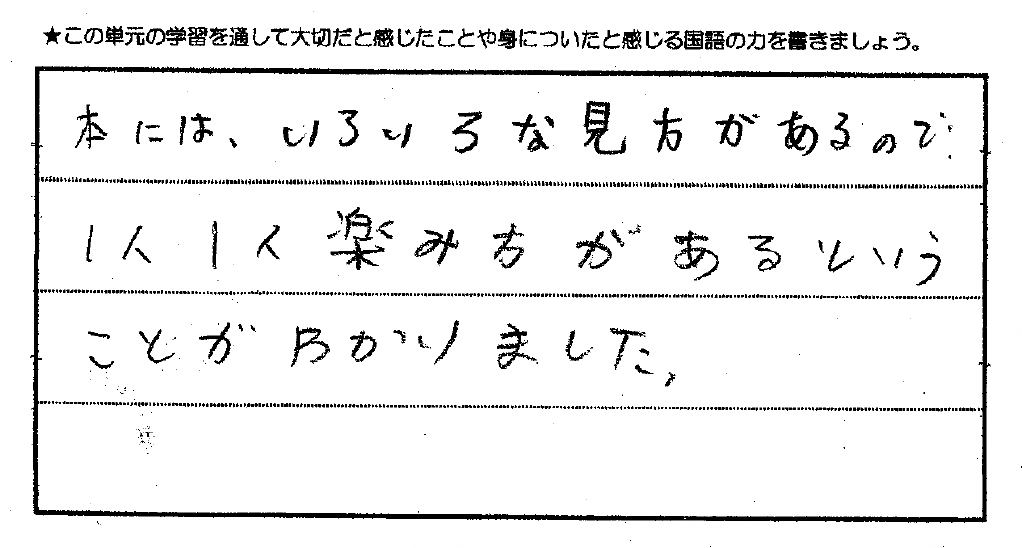 ★この単元の学習を通して大切だと感じたことや身についたと感じる国語の力を書きましょう。
本には、いろいろな見方があるので
1人1人楽み方があるという
ことがわかりました。